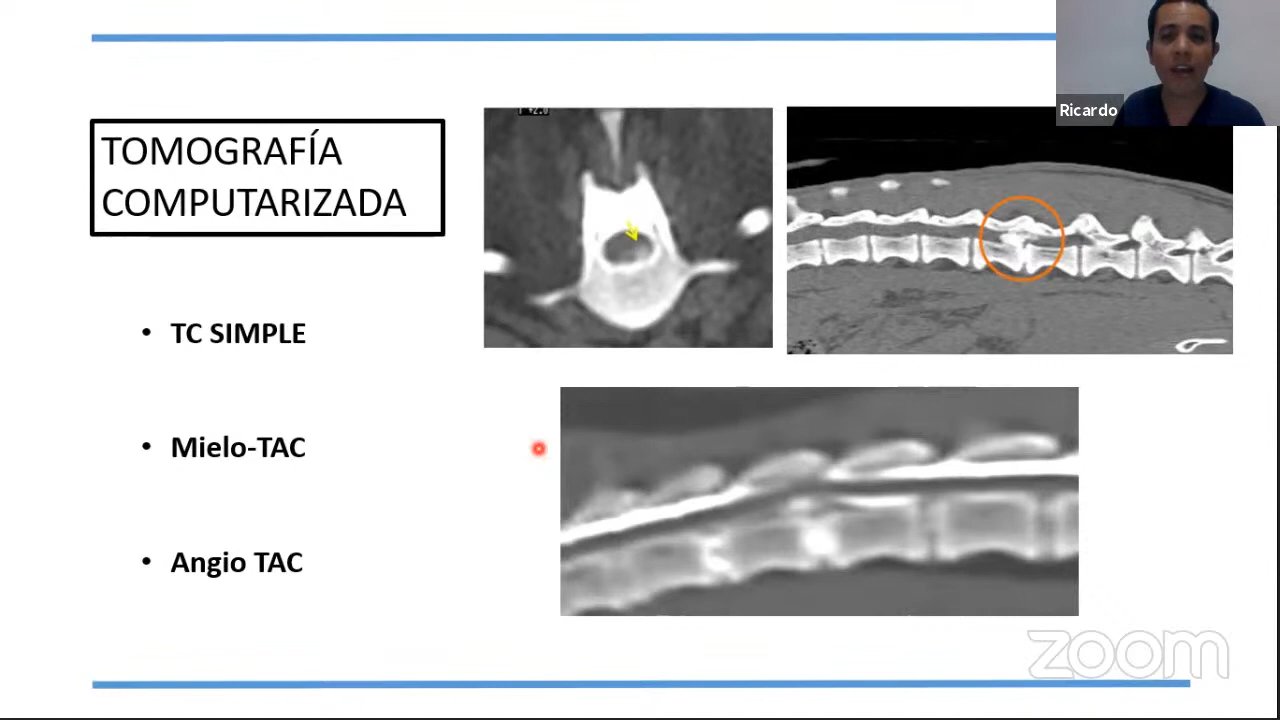 Ricardo
TOMOGRAFÍA
COMPUTARIZADA
• TC SIMPLE
• Mielo-TAC
• Angio TAC
zoom